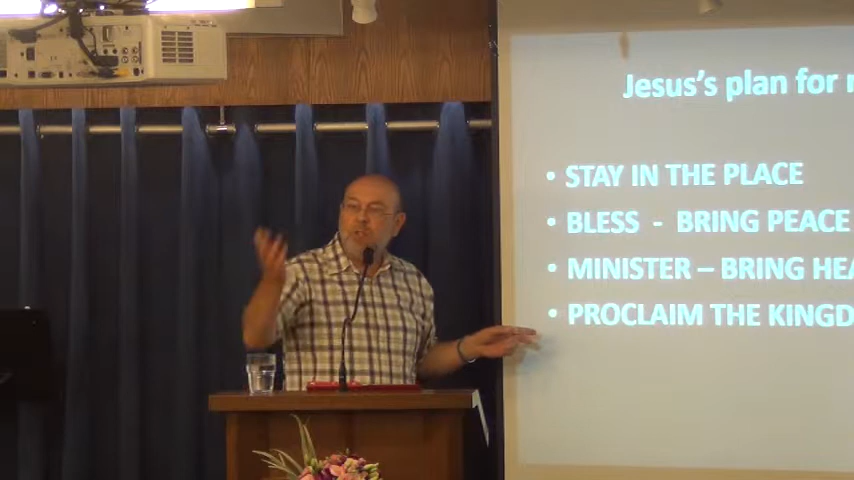 Jesus's plan for
• STAY IN THE PLACE
• BLESS - BRING PEACE
• MINISTER – BRING
• PROCLAIM THE